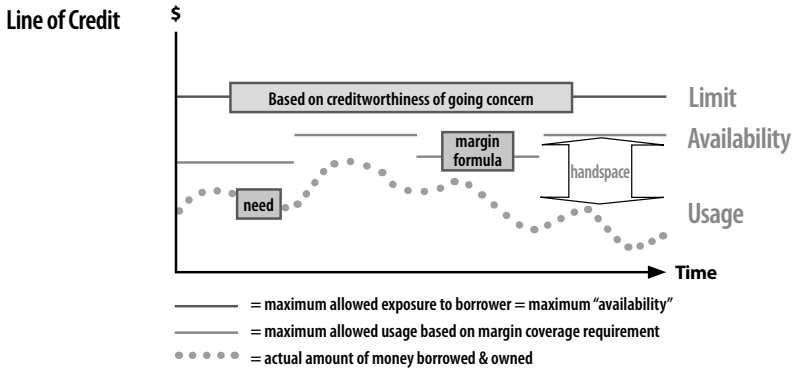 Line of Credit
$
Based on creditworthiness of going concern
Limit
Availability
margin
formula
handspace
need
Usage
Time
= maximum allowed exposure to borrower = maximum “availability”
= maximum allowed usage based on margin coverage requirement
= actual amount of money borrowed & owned